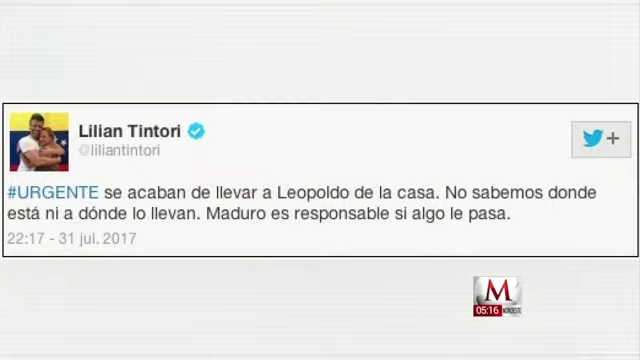 Lilian Tintori
@liliantintori
+
#URGENTE se acaban de llevar a Leopoldo de la casa. No sabemos donde
está ni a dónde lo llevan. Maduro es responsable si algo le pasa.
22:17 - 31 jul. 2017
M
05:16 NOROESTE